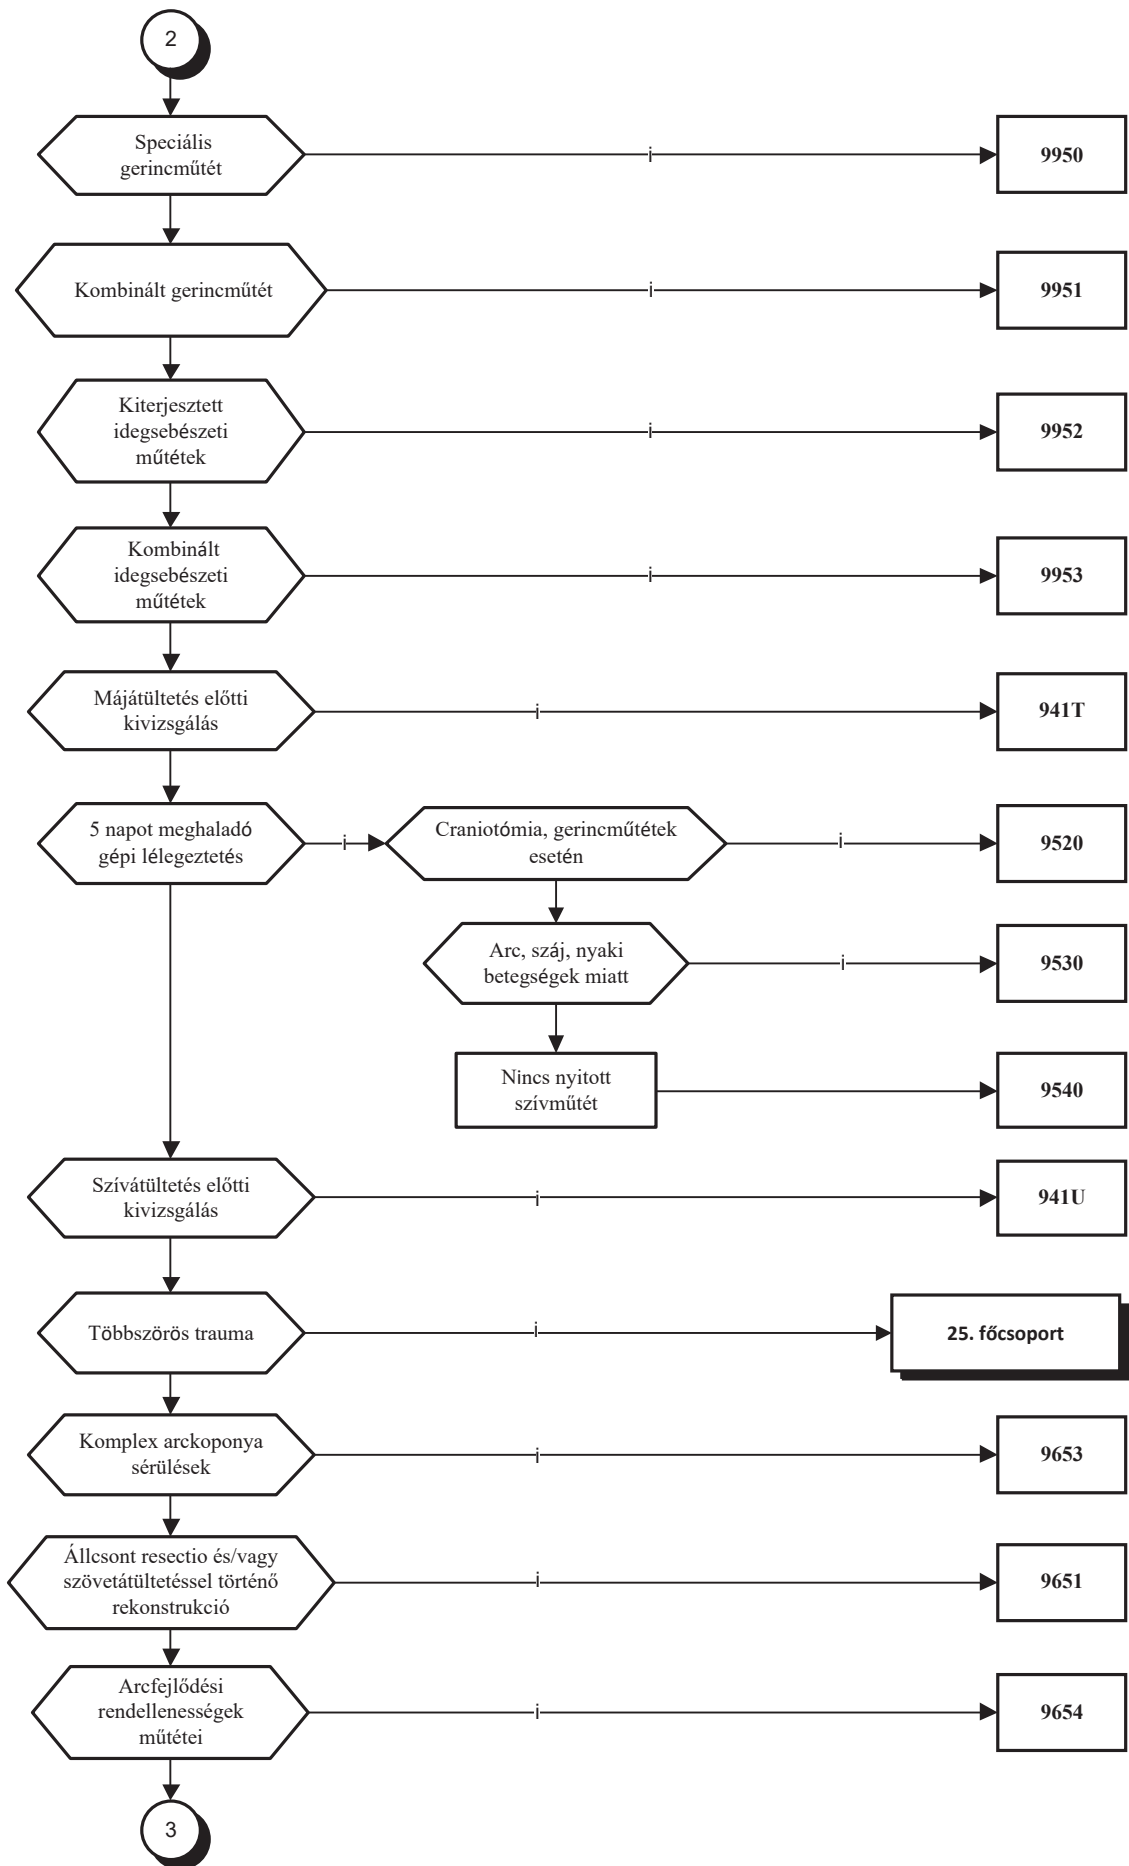 2
Speciális
gerincműtét
i
9950
Kombinált gerincműtét
i
9951
Kiterjesztett
idegsebészeti
műtétek
i
9952
Kombinált
idegsebészeti
műtétek
i
9953
Májátültetés előtti
kivizsgálás
i
941T
5 napot meghaladó
gépi lélegeztetés
i
Craniotómia, gerincműtétek
esetén
i
9520
Arc, száj, nyaki
betegségek miatt
i
9530
Nincs nyitott
szívműtét
9540
Szívátültetés előtti
kivizsgálás
i
941U
Többszörös trauma
i
25. főcsoport
Komplex arckoponya
sérülések
i
9653
Állcsont resectio és/vagy
szövetátültetéssel történő
rekonstrukció
i
9651
Arcfejlődési
rendellenességek
műtétei
i
9654
3